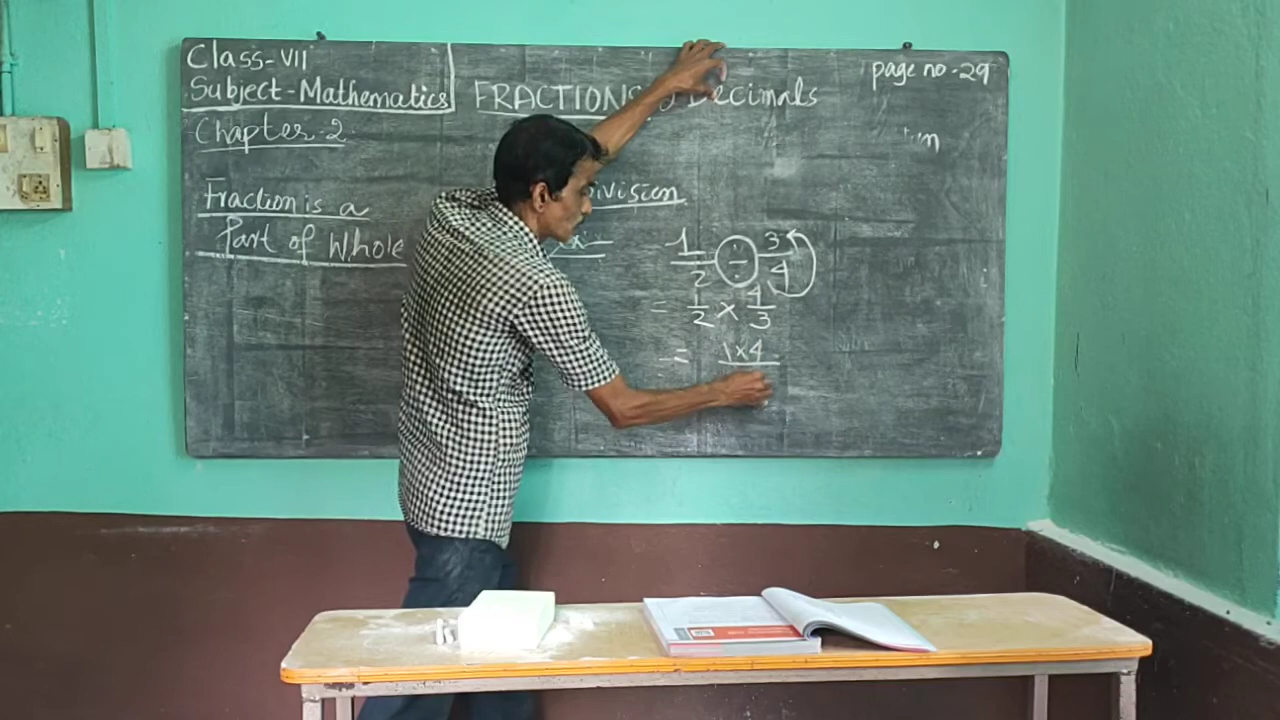 Class-VII
Subject-Mathematics
FRACTIONS Decimals
page no-29
Chapter-2
Fraction is a
Part of Whole
ivision
1/2 ÷ 3/4
= 1/2 × 4/3
= 1×4